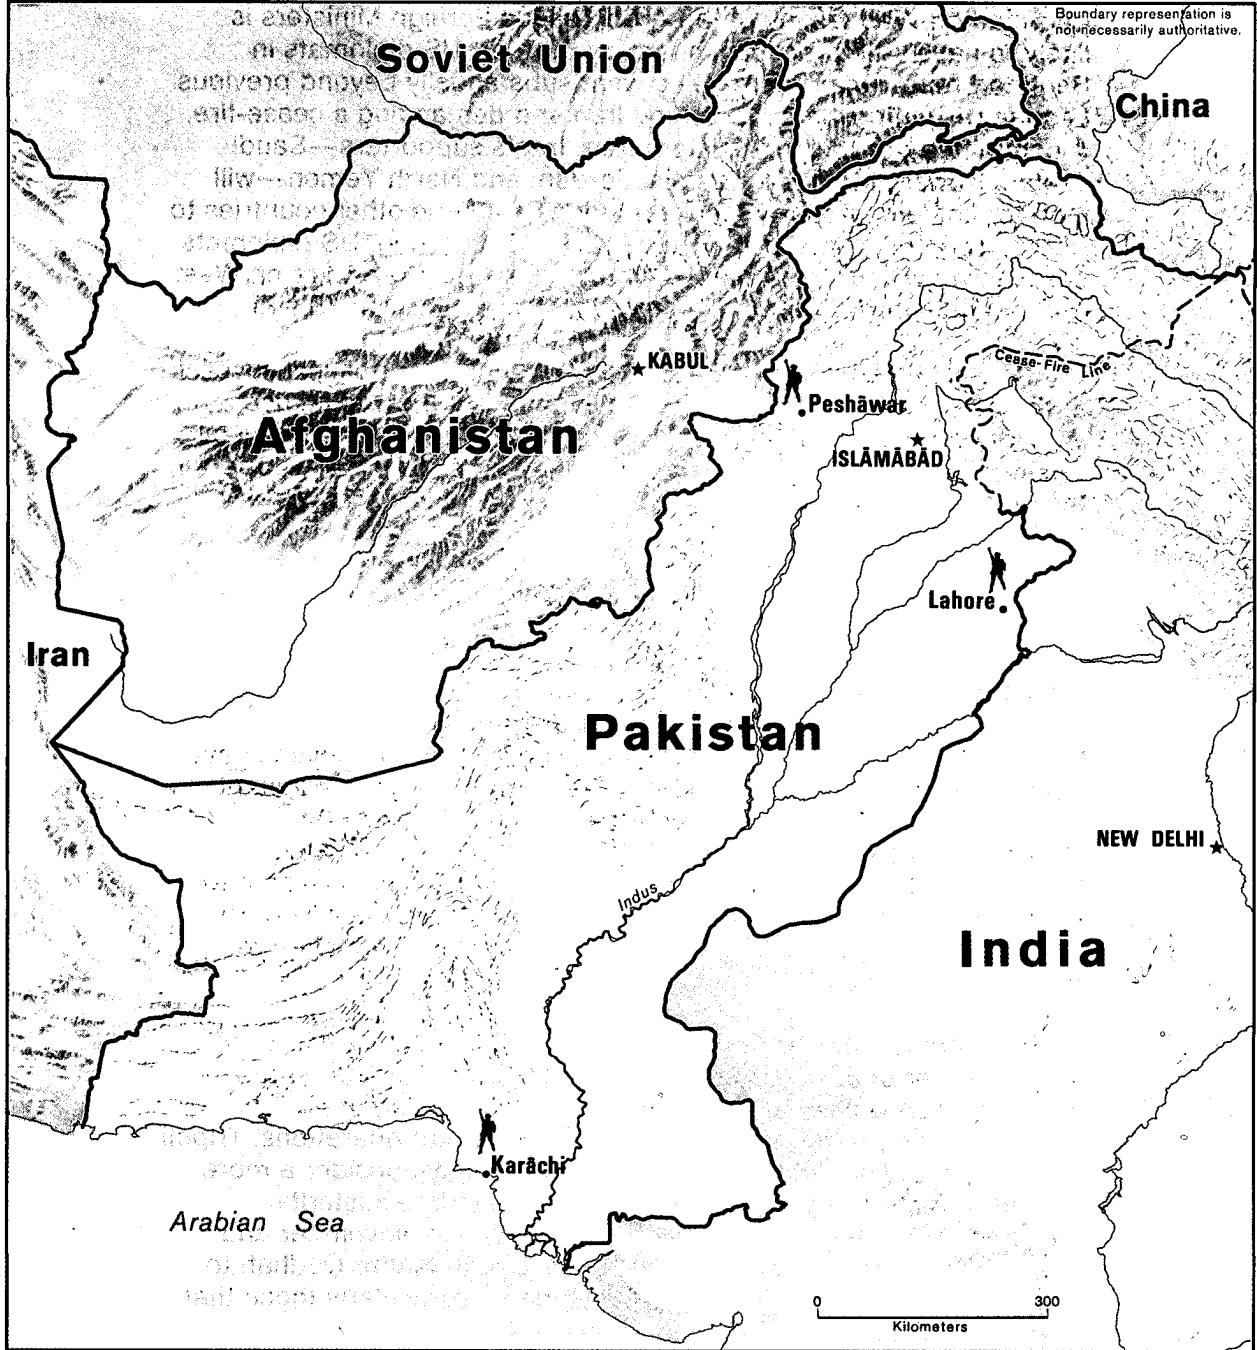 Boundary representation is
not necessarily authoritative.
Soviet Union
China
KABUL
Cease-Fire Line
Peshāwar
Afghanistan
ISLĀMĀBĀD
Lahore
Iran
Pakistan
NEW DELHI
Indus
India
Karāchi
Arabian Sea
0 300
Kilometers